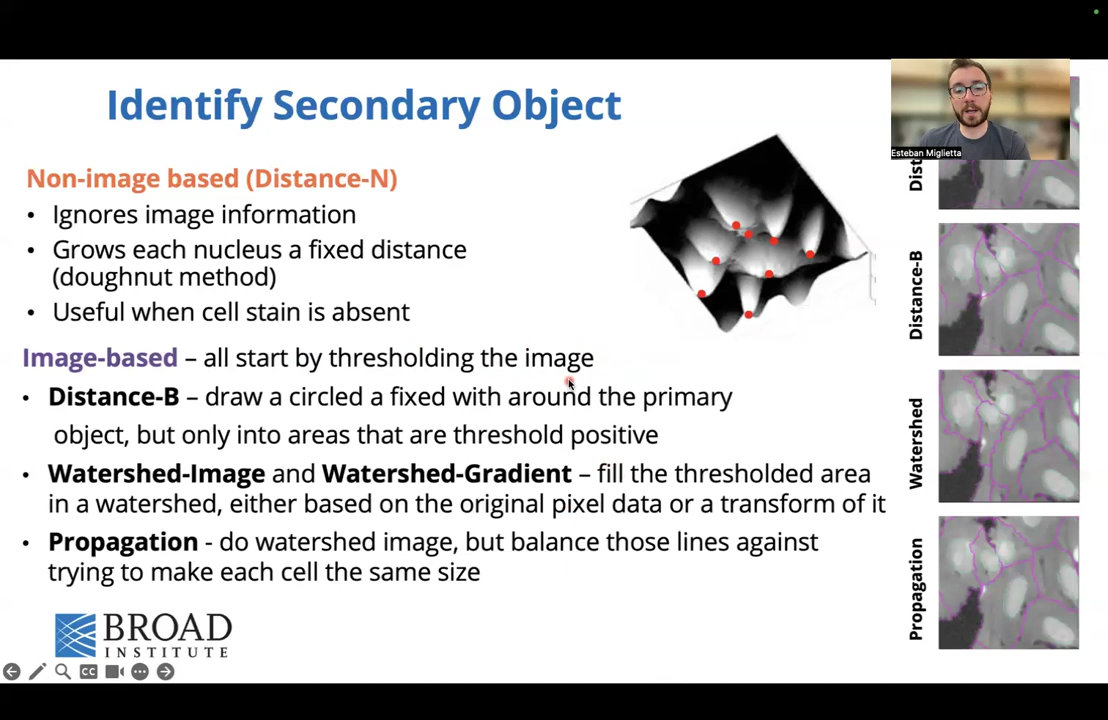 Identify Secondary Object
Non-image based (Distance-N)
• Ignores image information
• Grows each nucleus a fixed distance
(doughnut method)
• Useful when cell stain is absent
Image-based – all start by thresholding the image
• Distance-B – draw a circled a fixed with around the primary
object, but only into areas that are threshold positive
• Watershed-Image and Watershed-Gradient – fill the thresholded area
in a watershed, either based on the original pixel data or a transform of it
• Propagation - do watershed image, but balance those lines against
trying to make each cell the same size
BROAD
INSTITUTE
CC
Esteban Miglietta
Distance-B
Watershed
Propagation